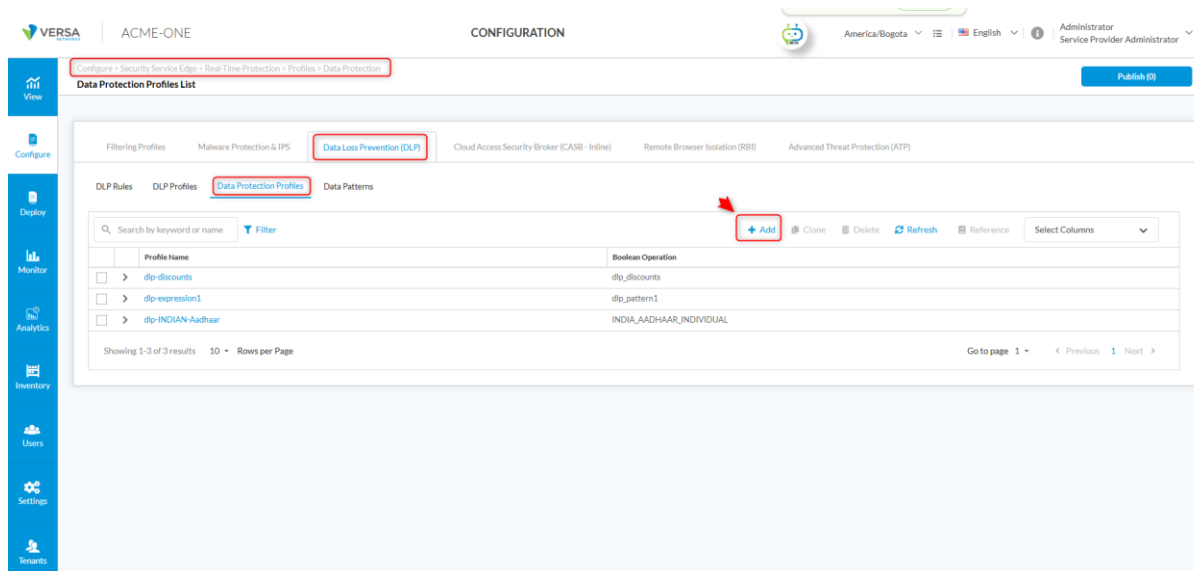 VERSA
NETWORKS
ACME-ONE
CONFIGURATION
America/Bogota
English
Administrator
Service Provider Administrator
Configure > Security Service Edge > Real-Time Protection > Profiles > Data Protection
Data Protection Profiles List
Publish (0)
View
Configure
Deploy
Monitor
Analytics
Inventory
Users
Settings
Tenants
Filtering Profiles Malware Protection & IPS Data Loss Prevention (DLP) Cloud Access Security Broker (CASB - Inline) Remote Browser Isolation (RBI) Advanced Threat Protection (ATP)
DLP Rules DLP Profiles Data Protection Profiles Data Patterns
Search by keyword or name Filter + Add Clone Delete Refresh Reference Select Columns
Profile Name Boolean Operation
dlp-discounts dlp_discounts
dlp-expression1 dlp_pattern1
dlp-INDIAN-Aadhaar INDIA_AADHAAR_INDIVIDUAL
Showing 1-3 of 3 results 10 Rows per Page Go to page 1 < Previous 1 Next >